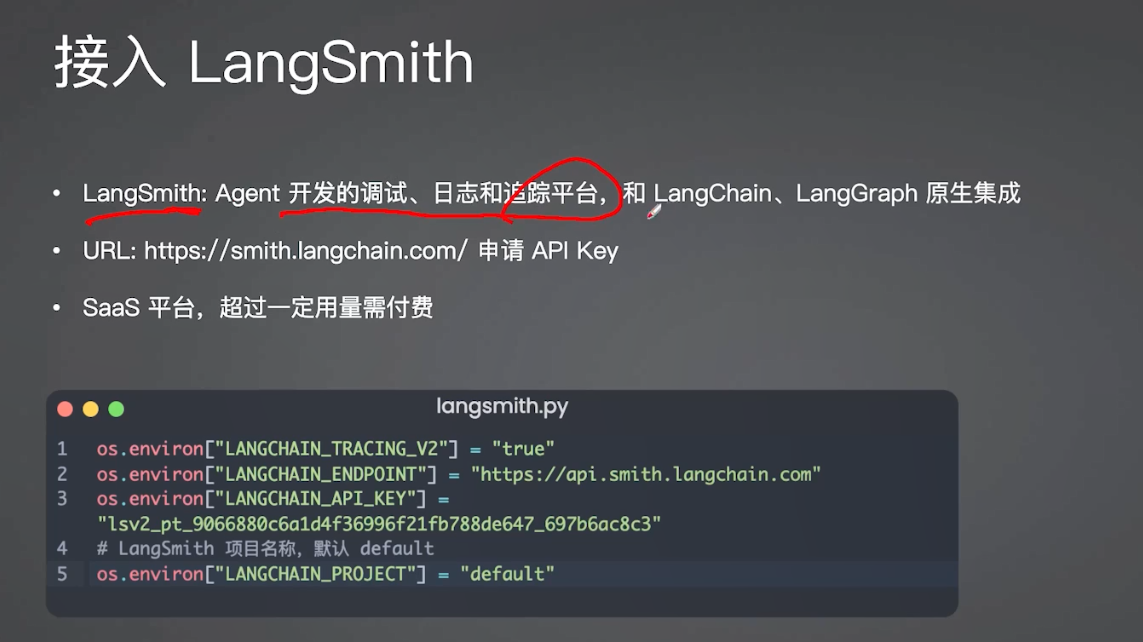 接入 LangSmith
• LangSmith: Agent 开发的调试、日志和追踪平台，和 LangChain、LangGraph 原生集成
• URL: https://smith.langchain.com/ 申请 API Key
• SaaS 平台，超过一定用量需付费
langsmith.py
1 os.environ["LANGCHAIN_TRACING_V2"] = "true"
2 os.environ["LANGCHAIN_ENDPOINT"] = "https://api.smith.langchain.com"
3 os.environ["LANGCHAIN_API_KEY"] =
"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"
4 # LangSmith 项目名称，默认 default
5 os.environ["LANGCHAIN_PROJECT"] = "default"